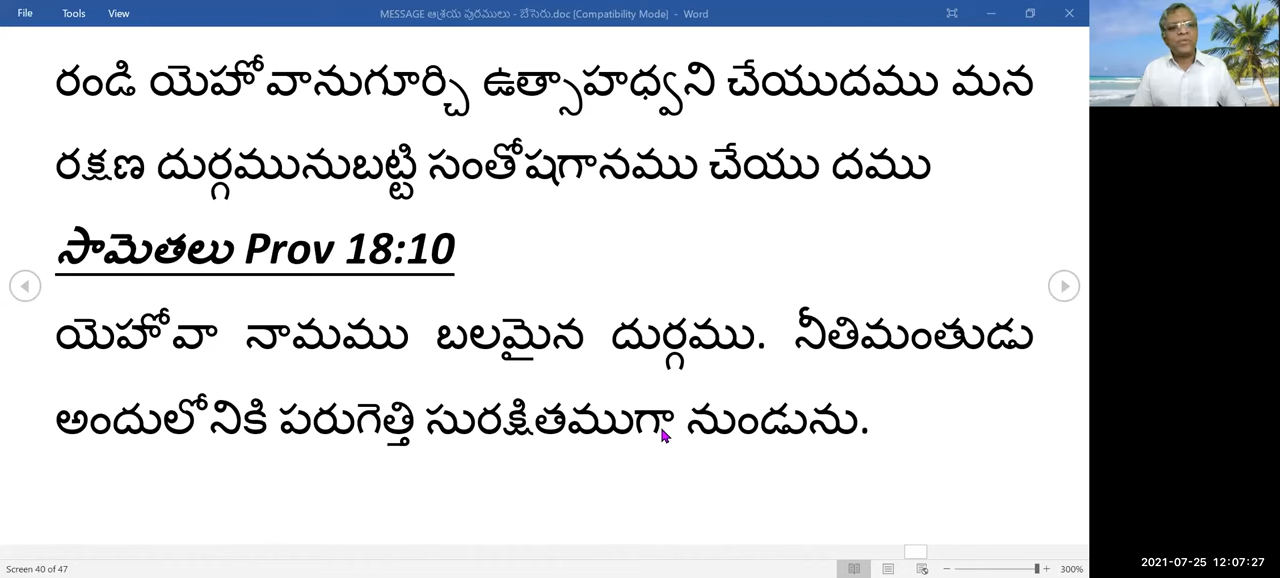 File Tools View MESSAGE ఆశ్రయ పురములు - బేసెరు.doc [Compatibility Mode] - Word
రండి యెహోవానుగూర్చి ఉత్సాహధ్వని చేయుదము మన
రక్షణ దుర్గమునుబట్టి సంతోషగానము చేయు దము
సామెతలు Prov 18:10
యెహోవా నామము బలమైన దుర్గము. నీతిమంతుడు
అందులోనికి పరుగెత్తి సురక్షితముగా నుండును.
Screen 40 of 47 300%
2021-07-25 12:07:27